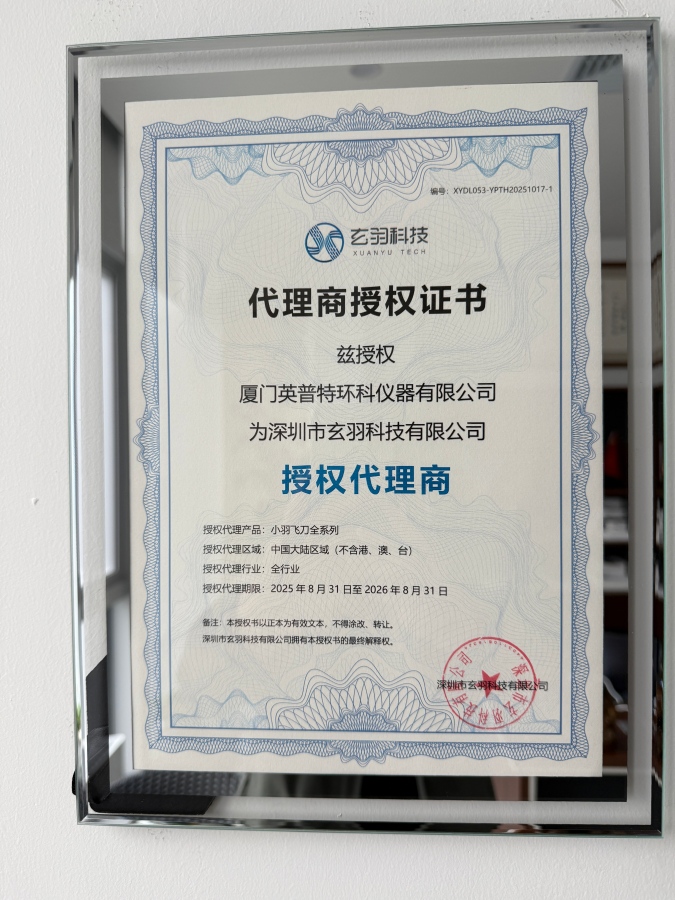 编号：XYDL053-YPTH20251017-1
玄羽科技
XUANYU TECH
代理商授权证书
兹授权
厦门英普特环科仪器有限公司
为深圳市玄羽科技有限公司
授权代理商
授权代理产品：小羽飞刀全系列
授权代理区域：中国大陆区域（不含港、澳、台）
授权代理行业：全行业
授权代理期限：2025 年 8 月 31 日至 2026 年 8 月 31 日
备注：本授权书以正本为有效文本，不得涂改、转让。
深圳市玄羽科技有限公司拥有本授权书的最终解释权。
深圳市玄羽科技有限公司